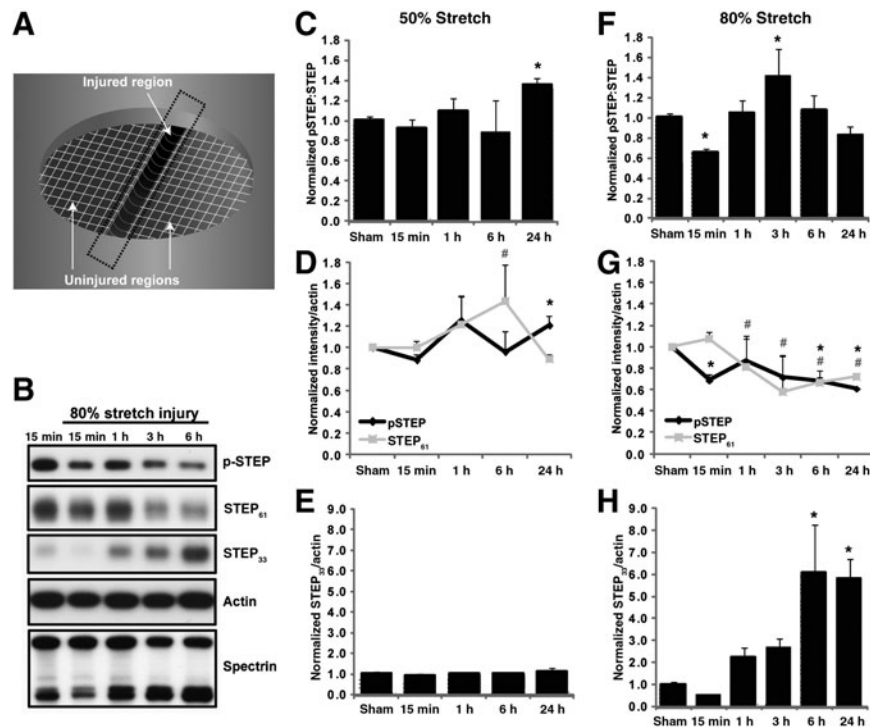 A
Injured region
Uninjured regions
B
80% stretch injury
15 min 15 min 1 h 3 h 6 h
p-STEP
STEP61
STEP33
Actin
Spectrin
50% Stretch
C
Normalized pSTEP:STEP
1.8
1.6
1.4
1.2
1.0
0.8
0.6
0.4
0.2
0.0
*
Sham 15 min 1 h 6 h 24 h
D
Normalized intensity/actin
1.8
1.6
1.4
1.2
1.0
0.8
0.6
0.4
0.2
0.0
#
*
pSTEP
STEP61
Sham 15 min 1 h 6 h 24 h
E
Normalized STEP33/actin
9.0
8.0
7.0
6.0
5.0
4.0
3.0
2.0
1.0
0.0
Sham 15 min 1 h 6 h 24 h
80% Stretch
F
Normalized pSTEP:STEP
1.8
1.6
1.4
1.2
1.0
0.8
0.6
0.4
0.2
0.0
* *
Sham 15 min 1 h 3 h 6 h 24 h
G
Normalized intensity/actin
1.8
1.6
1.4
1.2
1.0
0.8
0.6
0.4
0.2
0.0
* # # * # * #
pSTEP
STEP61
Sham 15 min 1 h 3 h 6 h 24 h
H
Normalized STEP33/actin
9.0
8.0
7.0
6.0
5.0
4.0
3.0
2.0
1.0
0.0
* *
Sham 15 min 1 h 3 h 6 h 24 h